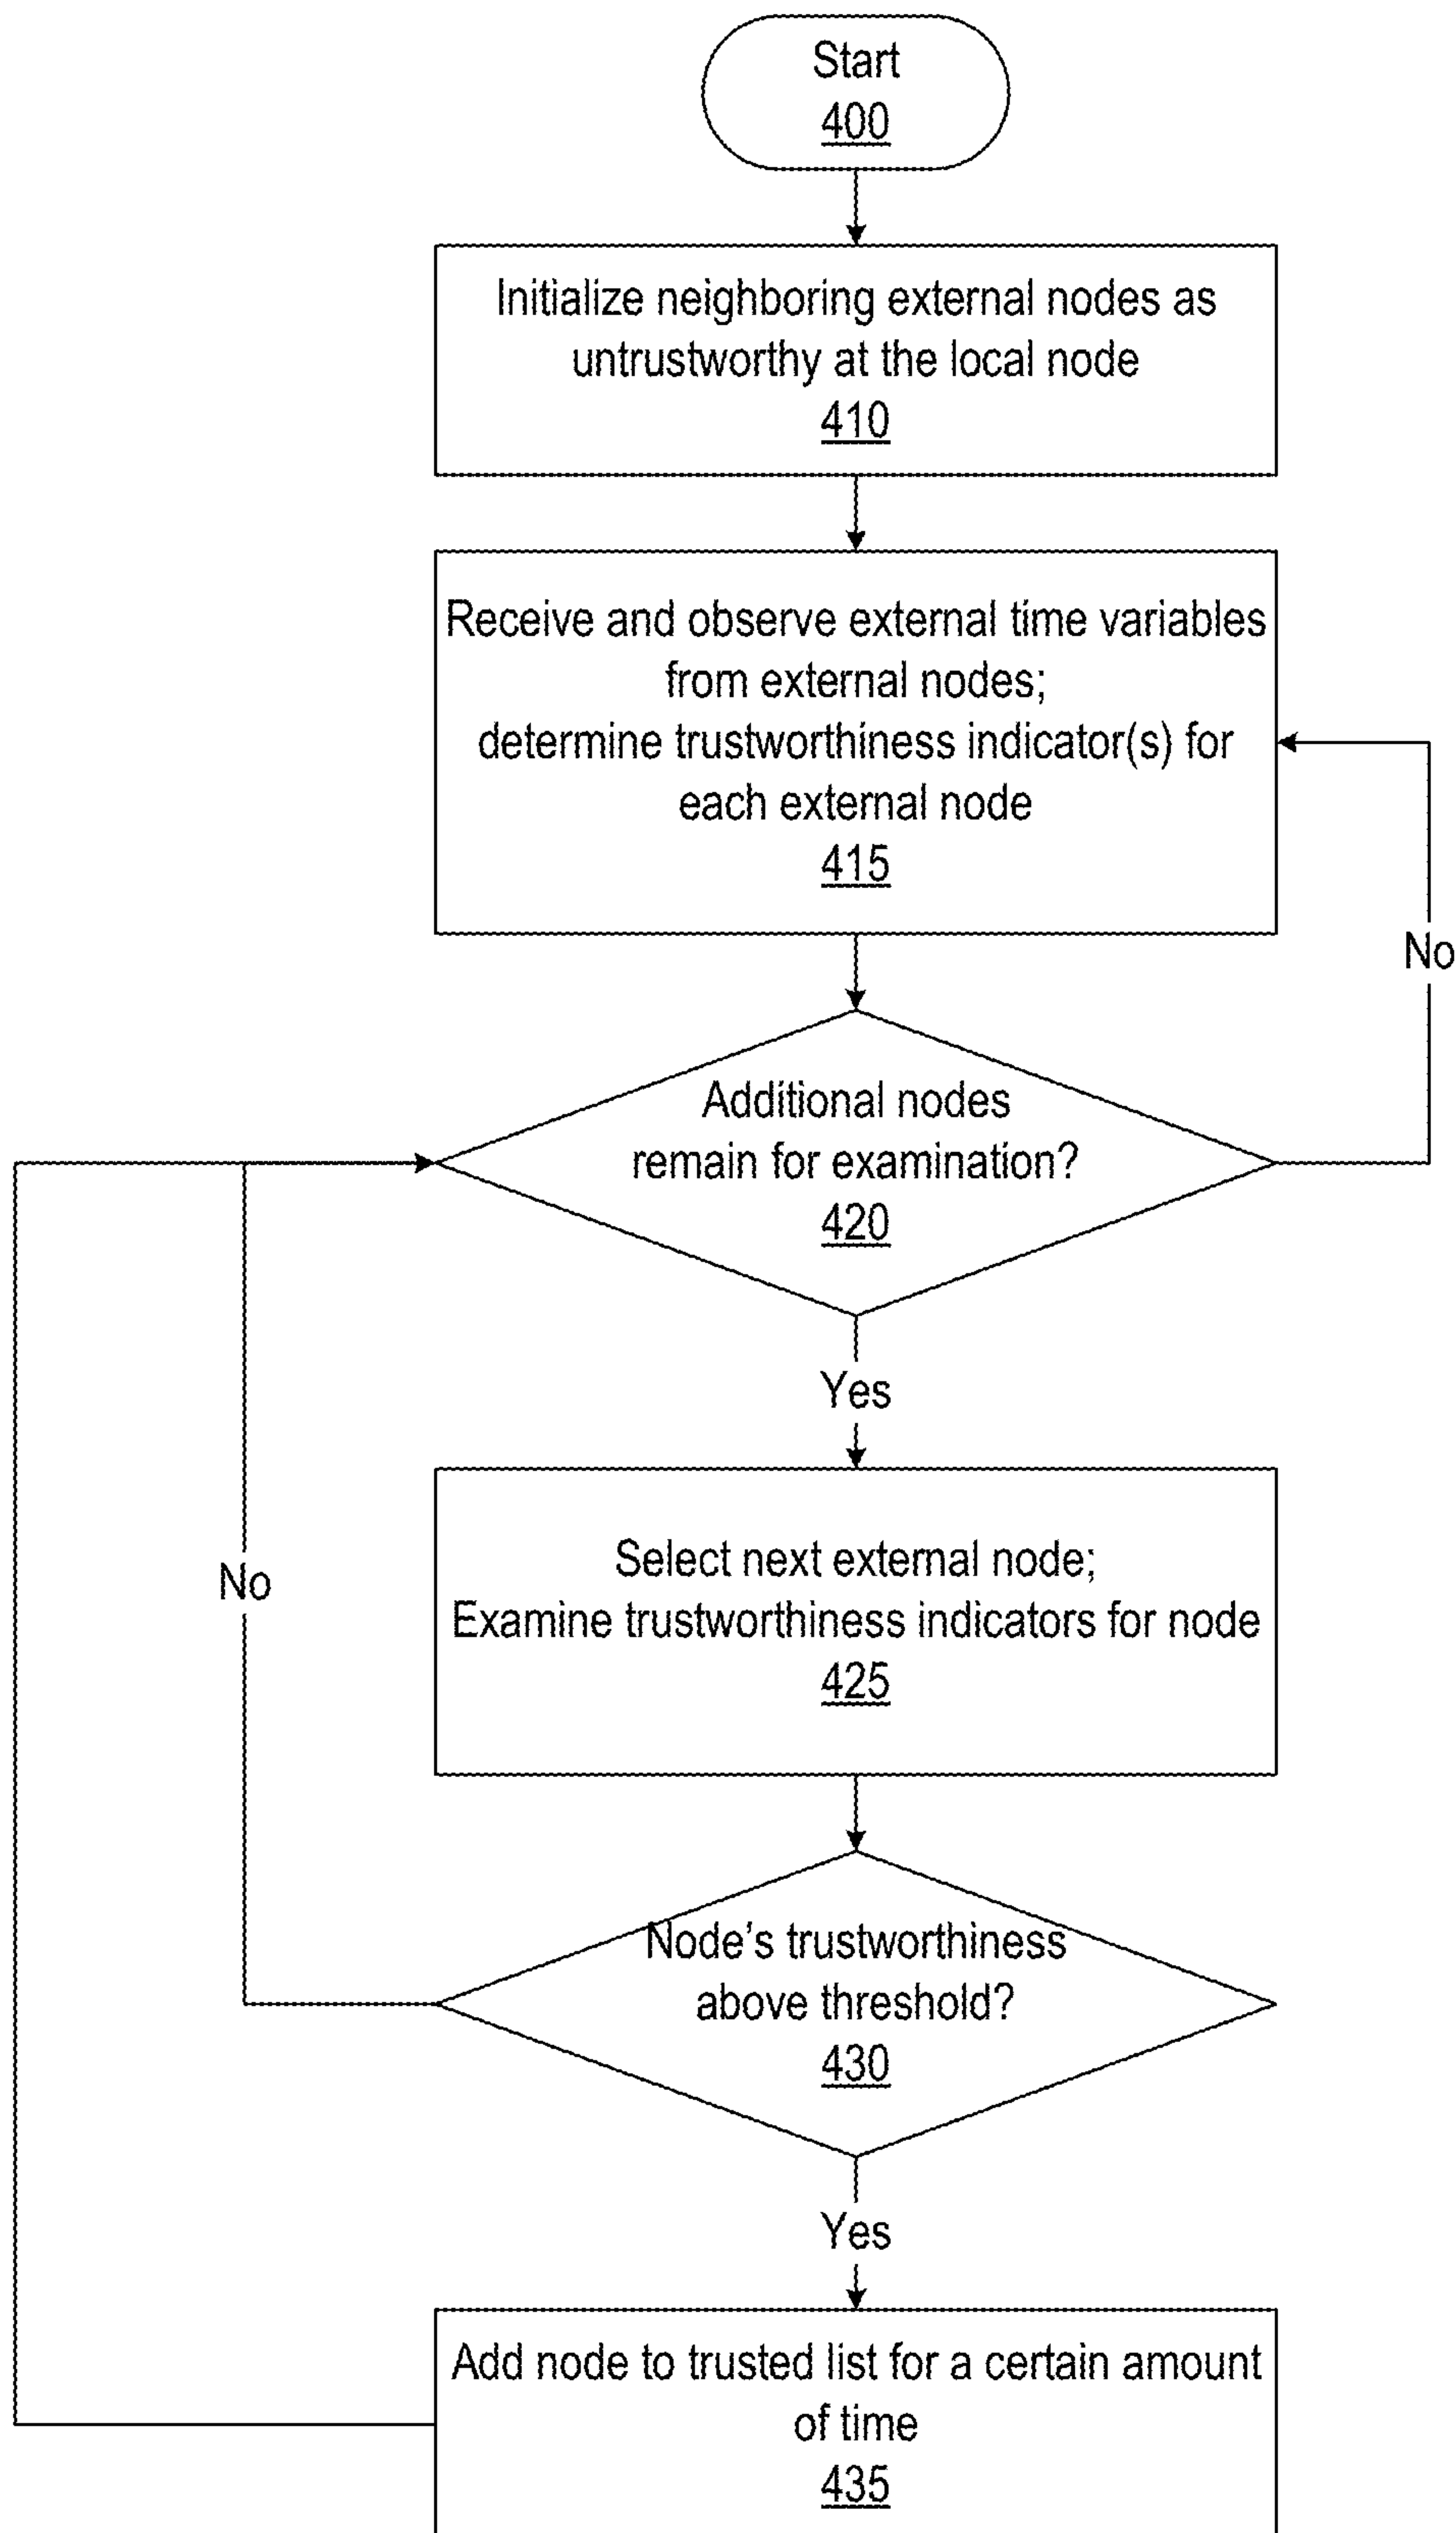 Start
400
Initialize neighboring external nodes as
untrustworthy at the local node
410
Receive and observe external time variables
from external nodes;
determine trustworthiness indicator(s) for
each external node
415
No
Additional nodes
remain for examination?
420
Yes
Select next external node;
Examine trustworthiness indicators for node
425
No
Node's trustworthiness
above threshold?
430
Yes
Add node to trusted list for a certain amount
of time
435